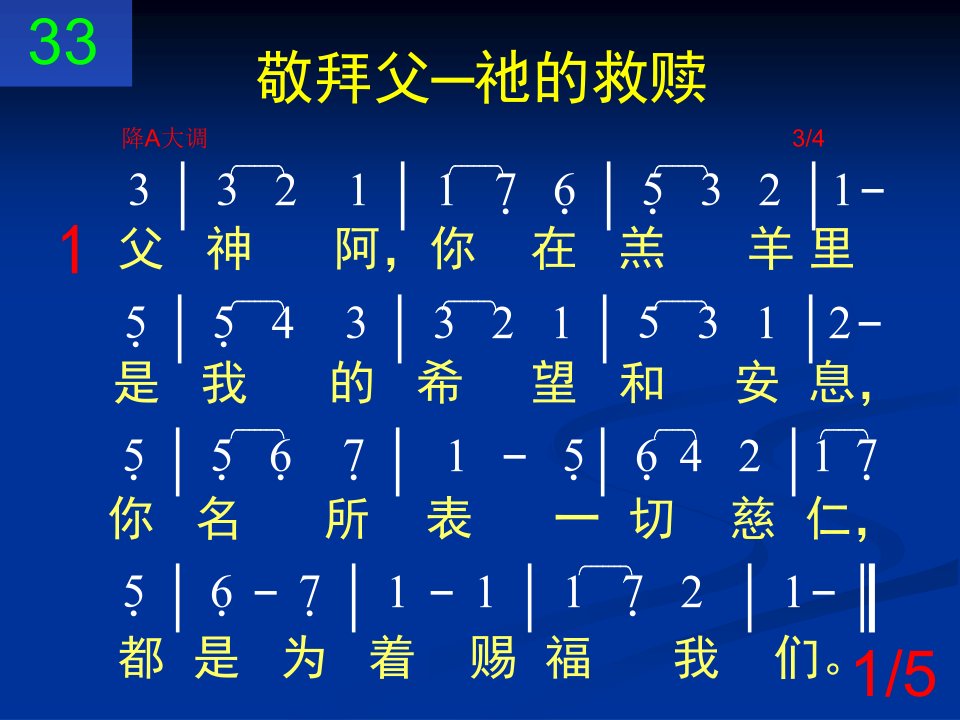 33
敬拜父─祂的救赎
降A大调 3/4
3 | 3 2 1 | 1 7̣ 6̣ | 5̣ 3 2 | 1 -
1 父 神 阿，你 在 羔 羊 里
5̣ | 5̣ 4 3 | 3 2 1 | 5 3 1 | 2 -
是 我 的 希 望 和 安 息，
5̣ | 5̣ 6̣ 7̣ | 1 - 5̣ | 6̣ 4 2 | 1 7̣
你 名 所 表 一 切 慈 仁，
5̣ | 6̣ - 7̣ | 1 - 1 | 1 7̣ 2 | 1 - ‖
都 是 为 着 赐 福 我 们。
1/5